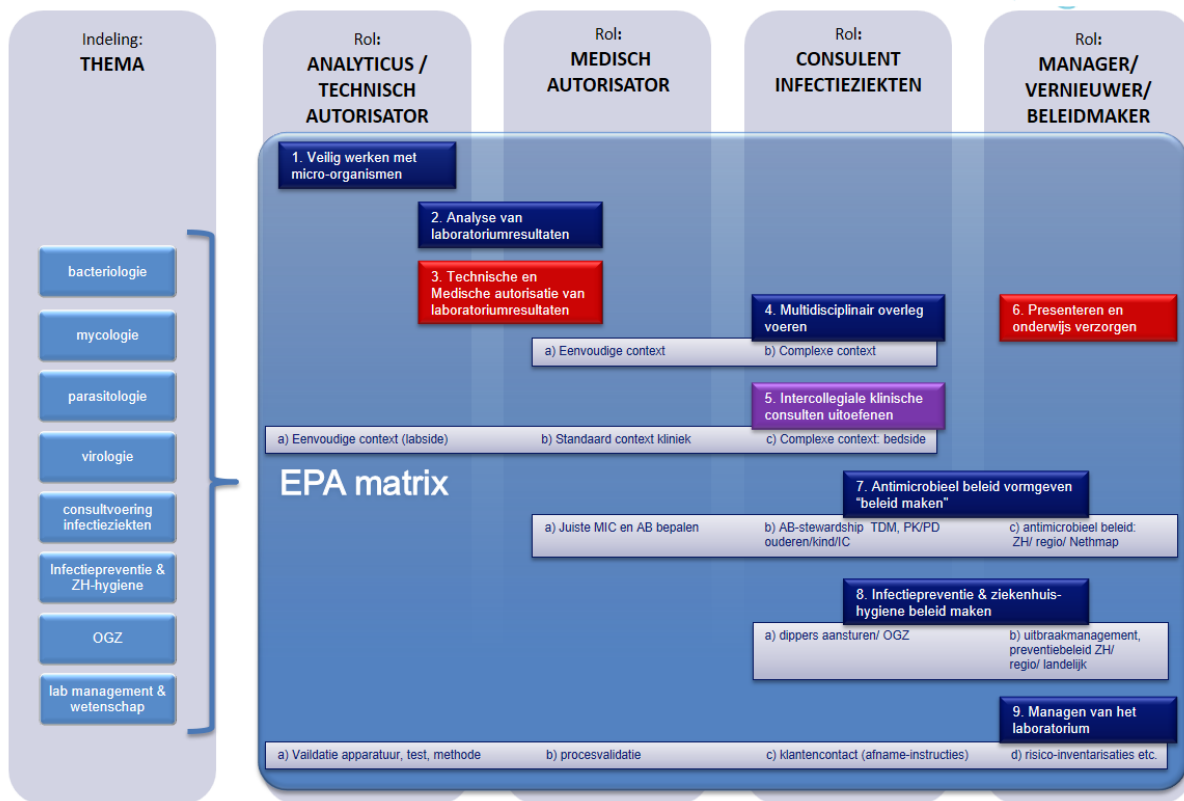 Indeling:
THEMA
Rol:
ANALYTICUS /
TECHNISCH
AUTORISATOR
Rol:
MEDISCH
AUTORISATOR
Rol:
CONSULENT
INFECTIEZIEKTEN
Rol:
MANAGER/
VERNIEUWER/
BELEIDMAKER
bacteriologie
mycologie
parasitologie
virologie
consultvoering
infectieziekten
Infectiepreventie &
ZH-hygiene
OGZ
lab management &
wetenschap
1. Veilig werken met
micro-organismen
2. Analyse van
laboratoriumresultaten
3. Technische en
Medische autorisatie van
laboratoriumresultaten
4. Multidisciplinair overleg
voeren
6. Presenteren en
onderwijs verzorgen
a) Eenvoudige context
b) Complexe context
5. Intercollegiale klinische
consulten uitoefenen
a) Eenvoudige context (labside)
b) Standaard context kliniek
c) Complexe context: bedside
EPA matrix
7. Antimicrobieel beleid vormgeven
"beleid maken"
a) Juiste MIC en AB bepalen
b) AB-stewardship TDM, PK/PD
ouderen/kind/IC
c) antimicrobieel beleid:
ZH/ regio/ Nethmap
8. Infectiepreventie & ziekenhuis-
hygiene beleid maken
a) dippers aansturen/ OGZ
b) uitbraakmanagement,
preventiebeleid ZH/
regio/ landelijk
9. Managen van het
laboratorium
a) Vaildatie apparatuur, test, methode
b) procesvalidatie
c) klantencontact (afname-instructies)
d) risico-inventarisaties etc.